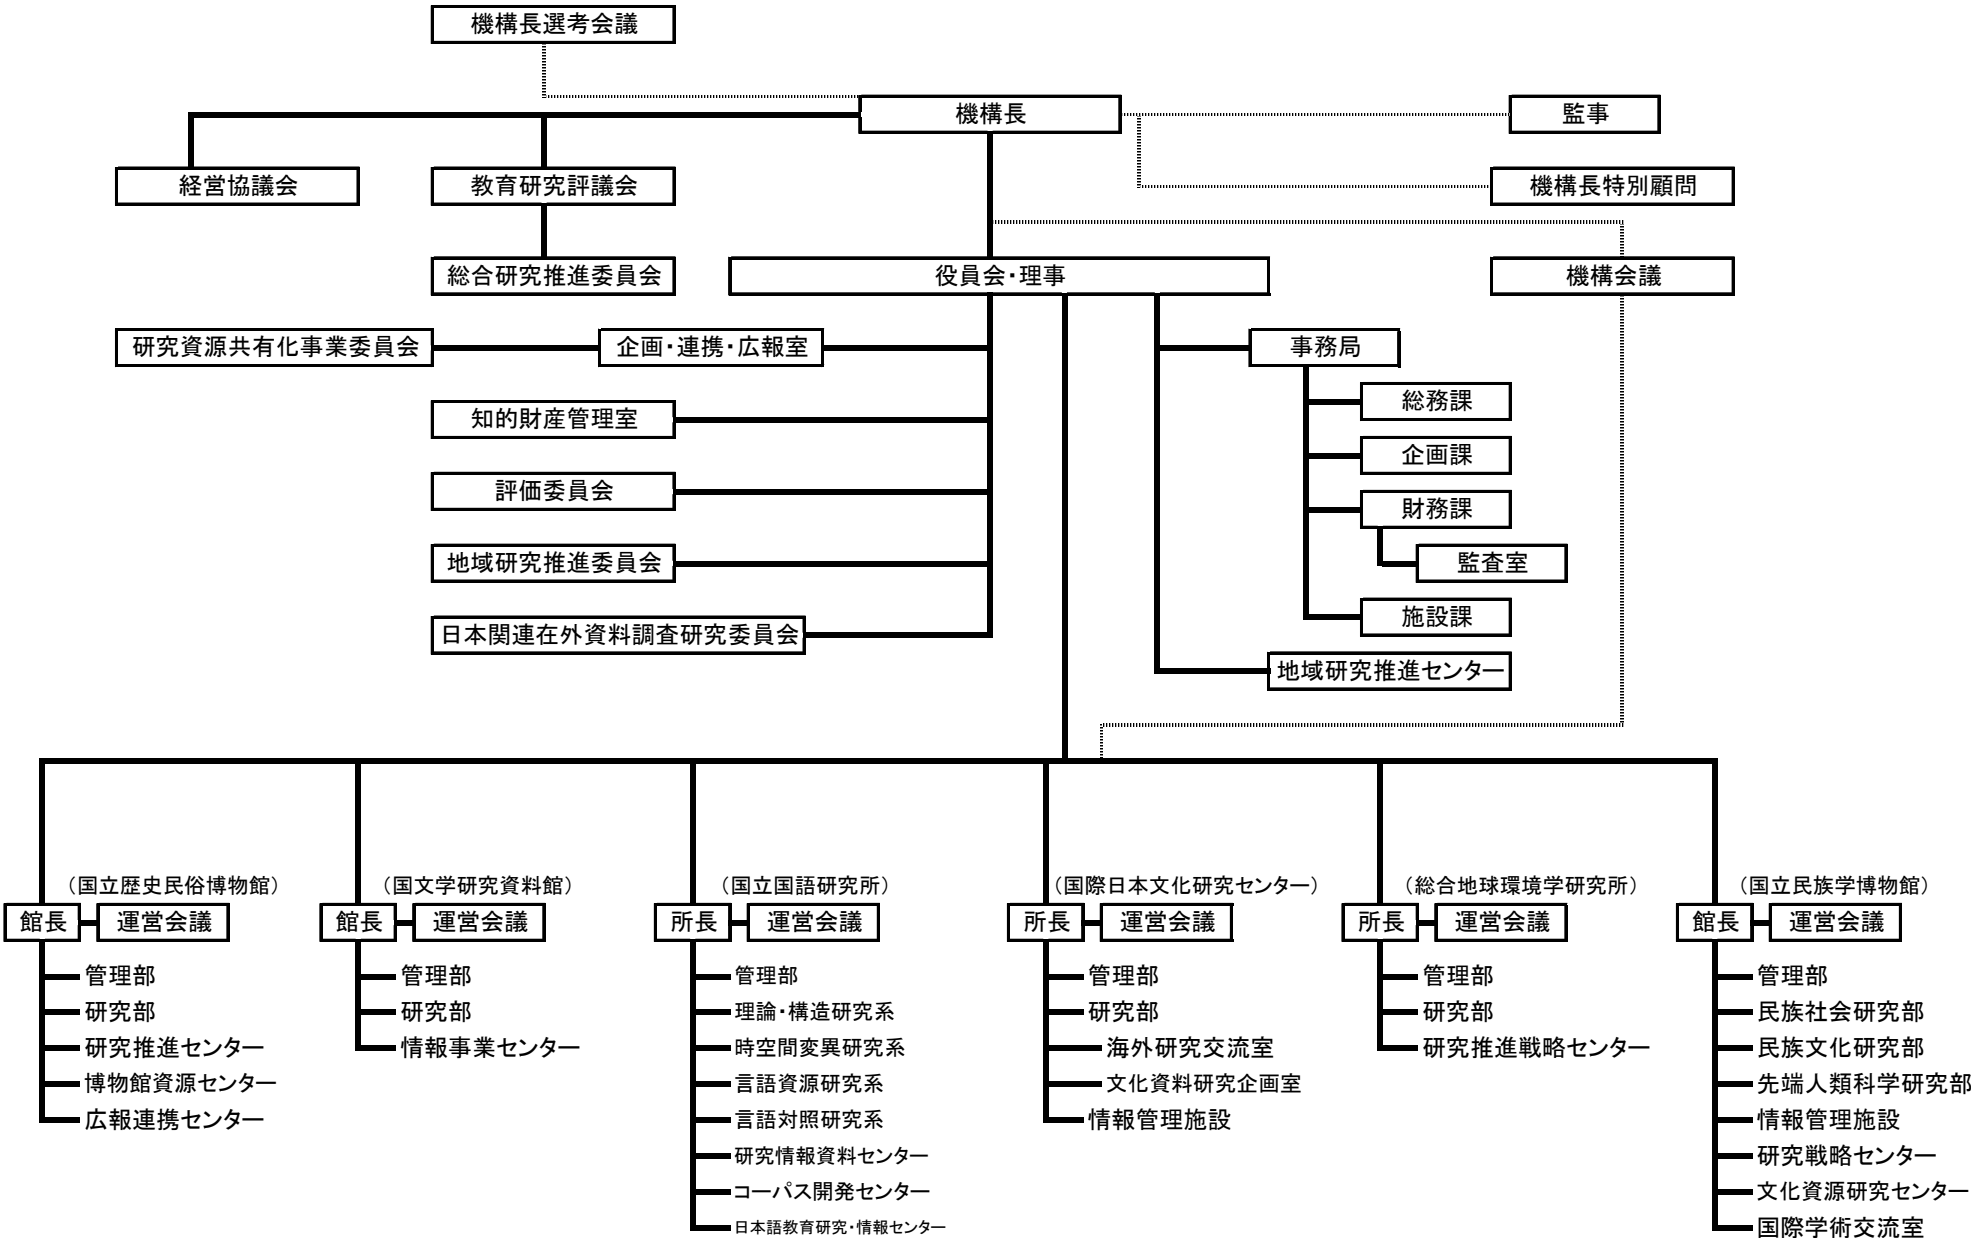 機構長選考会議
機構長
監事
経営協議会
教育研究評議会
機構長特別顧問
総合研究推進委員会
役員会・理事
機構会議
研究資源共有化事業委員会
企画・連携・広報室
事務局
総務課
知的財産管理室
企画課
評価委員会
財務課
地域研究推進委員会
監査室
施設課
日本関連在外資料調査研究委員会
地域研究推進センター
（国立歴史民俗博物館）
館長
運営会議
管理部
研究部
研究推進センター
博物館資源センター
広報連携センター
（国文学研究資料館）
館長
運営会議
管理部
研究部
情報事業センター
（国立国語研究所）
所長
運営会議
管理部
理論・構造研究系
時空間変異研究系
言語資源研究系
言語対照研究系
研究情報資料センター
コーパス開発センター
日本語教育研究・情報センター
（国際日本文化研究センター）
所長
運営会議
管理部
研究部
海外研究交流室
文化資料研究企画室
情報管理施設
（総合地球環境学研究所）
所長
運営会議
管理部
研究部
研究推進戦略センター
（国立民族学博物館）
館長
運営会議
管理部
民族社会研究部
民族文化研究部
先端人類科学研究部
情報管理施設
研究戦略センター
文化資源研究センター
国際学術交流室